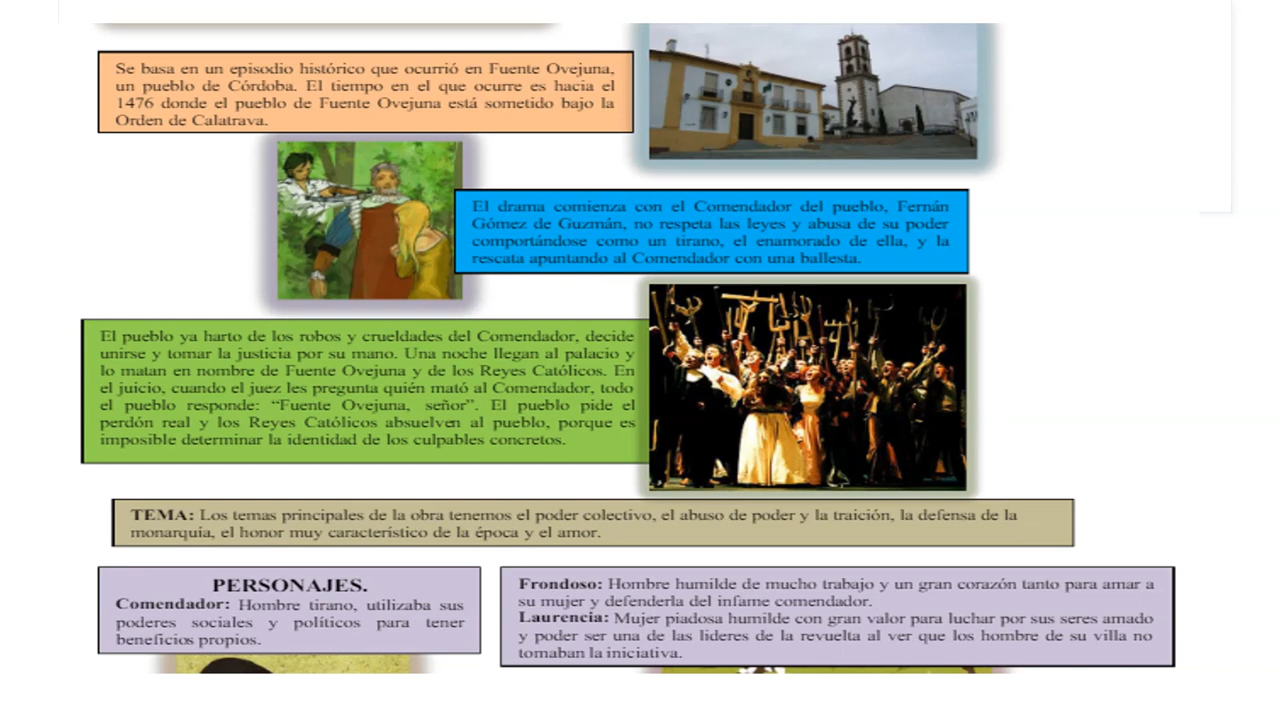 Se basa en un episodio histórico que ocurrió en Fuente Ovejuna,
un pueblo de Córdoba. El tiempo en el que ocurre es hacia el
1476 donde el pueblo de Fuente Ovejuna está sometido bajo la
Orden de Calatrava.
El drama comienza con el Comendador del pueblo, Fernán
Gómez de Guzmán, no respeta las leyes y abusa de su poder
comportándose como un tirano, el enamorado de ella, y la
rescata apuntando al Comendador con una ballesta.
El pueblo ya harto de los robos y crueldades del Comendador, decide
unirse y tomar la justicia por su mano. Una noche llegan al palacio y
lo matan en nombre de Fuente Ovejuna y de los Reyes Católicos. En
el juicio, cuando el juez les pregunta quién mató al Comendador, todo
el pueblo responde: “Fuente Ovejuna, señor”. El pueblo pide el
perdón real y los Reyes Católicos absuelven al pueblo, porque es
imposible determinar la identidad de los culpables concretos.
TEMA: Los temas principales de la obra tenemos el poder colectivo, el abuso de poder y la traición, la defensa de la
monarquía, el honor muy característico de la época y el amor.
PERSONAJES.
Comendador: Hombre tirano, utilizaba sus
poderes sociales y políticos para tener
beneficios propios.
Frondoso: Hombre humilde de mucho trabajo y un gran corazón tanto para amar a
su mujer y defenderla del infame comendador.
Laurencia: Mujer piadosa humilde con gran valor para luchar por sus seres amado
y poder ser una de las lideres de la revuelta al ver que los hombre de su villa no
tomaban la iniciativa.